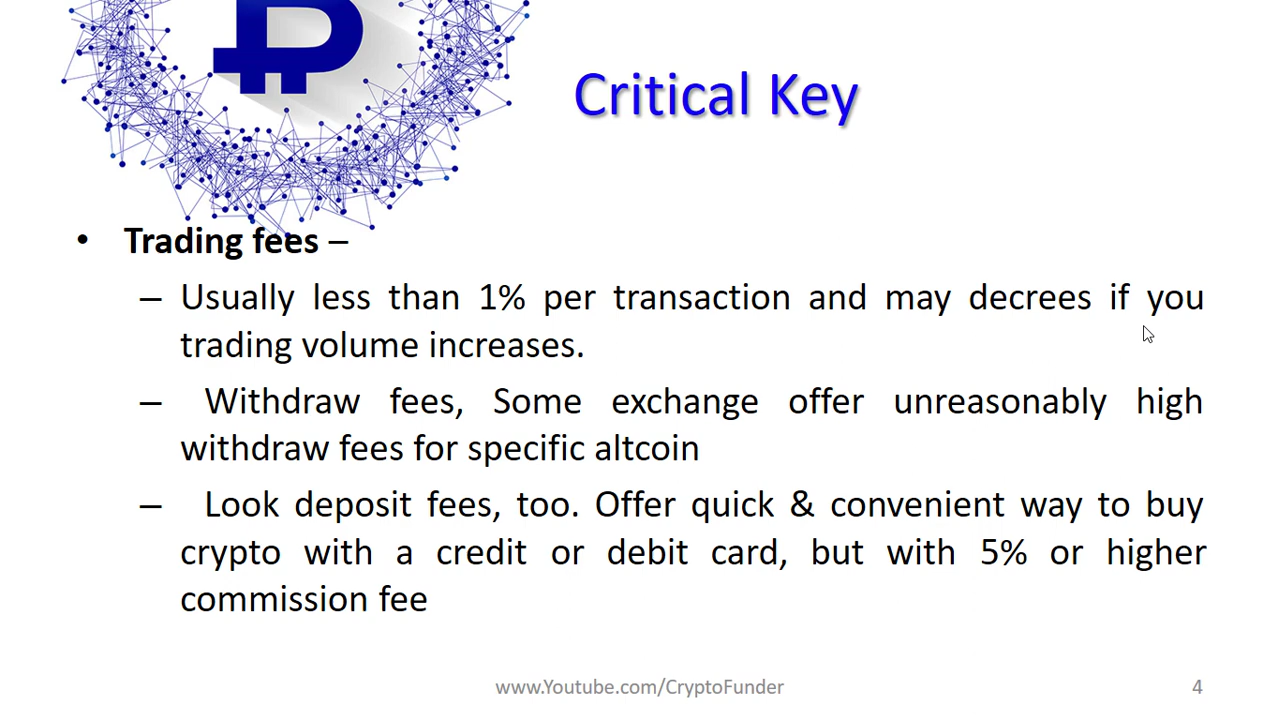 Critical Key
• Trading fees –
– Usually less than 1% per transaction and may decrees if you
trading volume increases.
– Withdraw fees, Some exchange offer unreasonably high
withdraw fees for specific altcoin
– Look deposit fees, too. Offer quick & convenient way to buy
crypto with a credit or debit card, but with 5% or higher
commission fee
www.Youtube.com/CryptoFunder
4